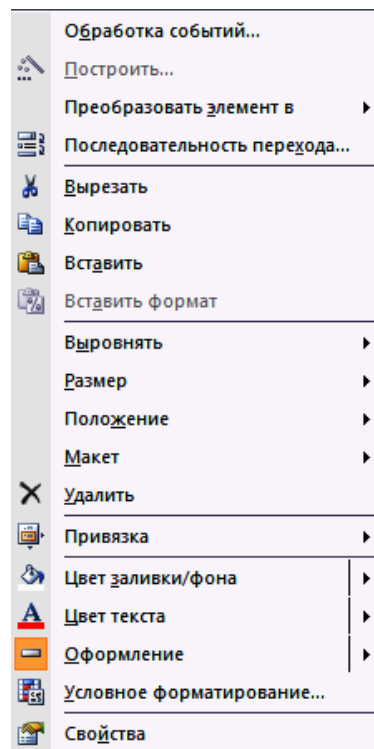 Обработка событий...
Построить...
Преобразовать элемент в
Последовательность перехода...
Вырезать
Копировать
Вставить
Вставить формат
Выровнять
Размер
Положение
Макет
Удалить
Привязка
Цвет заливки/фона
Цвет текста
Оформление
Условное форматирование...
Свойства